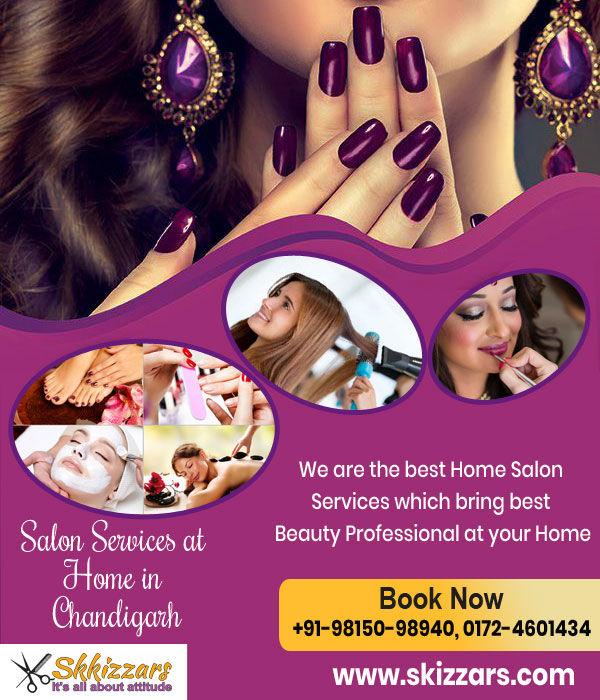 We are the best Home Salon
Services which bring best
Beauty Professional at your Home
Salon Services at
Home in
Chandigarh
Book Now
+91-98150-98940, 0172-4601434
Skkizzars
it's all about attitude
www.skizzars.com